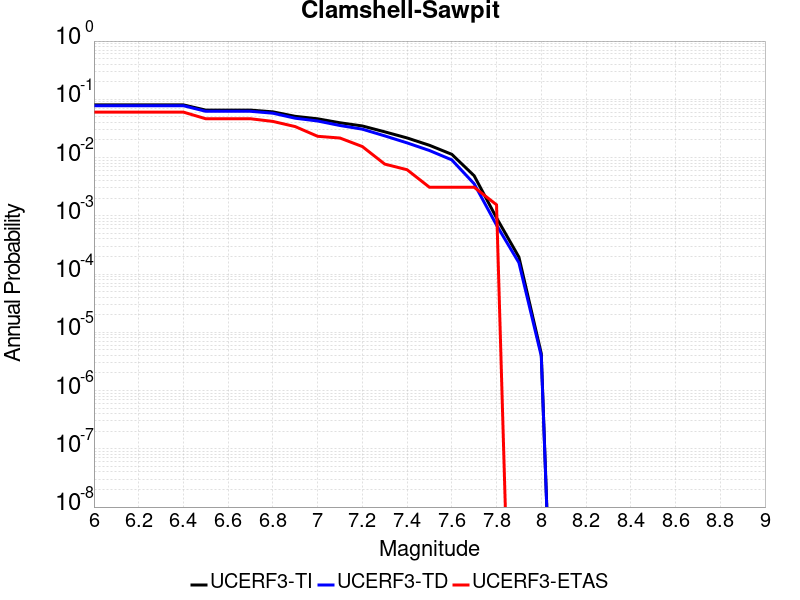 Clamshell-Sawpit
10^0
10^-1
10^-2
10^-3
10^-4
10^-5
10^-6
10^-7
10^-8
Annual Probability
6 6.2 6.4 6.6 6.8 7 7.2 7.4 7.6 7.8 8 8.2 8.4 8.6 8.8 9
Magnitude
UCERF3-TI UCERF3-TD UCERF3-ETAS